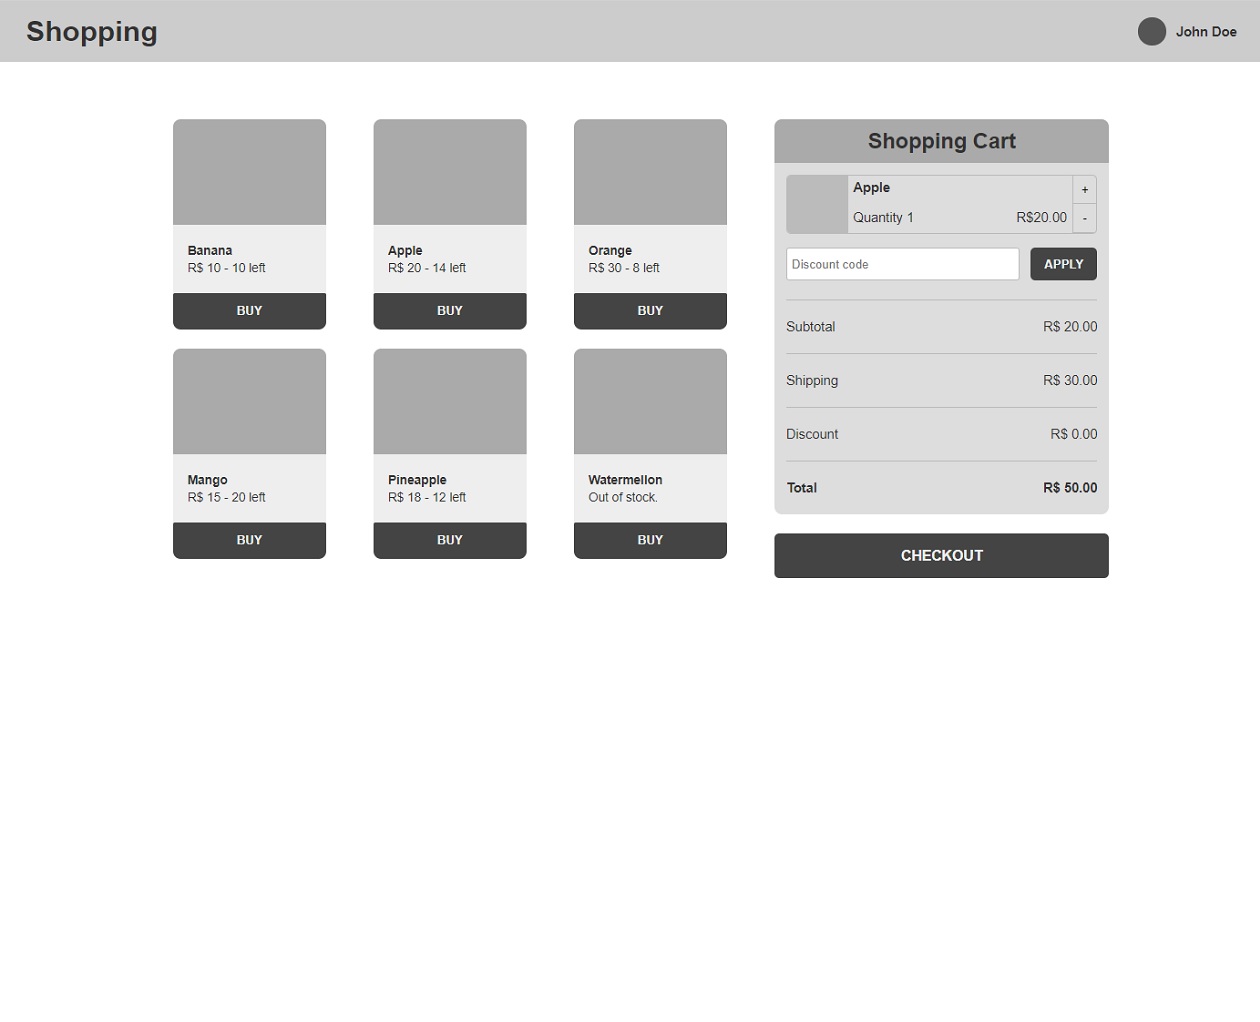 Shopping
John Doe
Banana
R$ 10 - 10 left
BUY
Apple
R$ 20 - 14 left
BUY
Orange
R$ 30 - 8 left
BUY
Mango
R$ 15 - 20 left
BUY
Pineapple
R$ 18 - 12 left
BUY
Watermellon
Out of stock.
BUY
Shopping Cart
Apple
+
Quantity 1 R$20.00
-
Discount code
APPLY
Subtotal R$ 20.00
Shipping R$ 30.00
Discount R$ 0.00
Total R$ 50.00
CHECKOUT